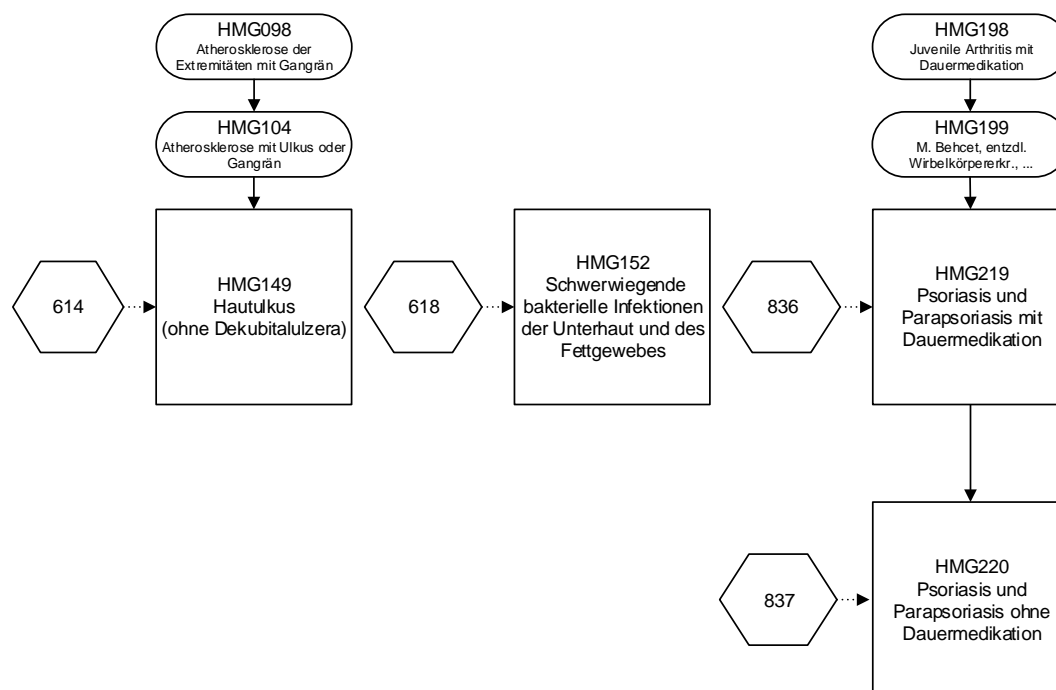 HMG098
Atherosklerose der
Extremitäten mit Gangrän
HMG104
Atherosklerose mit Ulkus oder
Gangrän
614
HMG149
Hautulkus
(ohne Dekubitalulzera)
618
HMG152
Schwerwiegende
bakterielle Infektionen
der Unterhaut und des
Fettgewebes
HMG198
Juvenile Arthritis mit
Dauermedikation
HMG199
M. Behcet, entzdl.
Wirbelkörpererkr., ...
836
HMG219
Psoriasis und
Parapsoriasis mit
Dauermedikation
837
HMG220
Psoriasis und
Parapsoriasis ohne
Dauermedikation